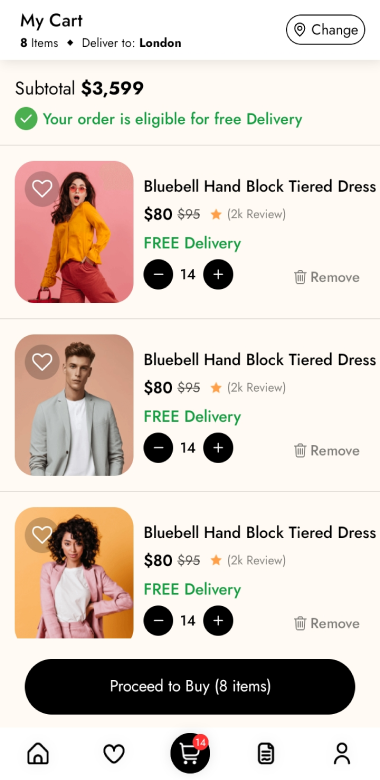 My Cart
8 Items ◆ Deliver to: London
Change
Subtotal $3,599
Your order is eligible for free Delivery
Bluebell Hand Block Tiered Dress
$80 $95 (2k Review)
FREE Delivery
− 14 +
Remove
Bluebell Hand Block Tiered Dress
$80 $95 (2k Review)
FREE Delivery
− 14 +
Remove
Bluebell Hand Block Tiered Dress
$80 $95 (2k Review)
FREE Delivery
− 14 +
Remove
Proceed to Buy (8 items)
14